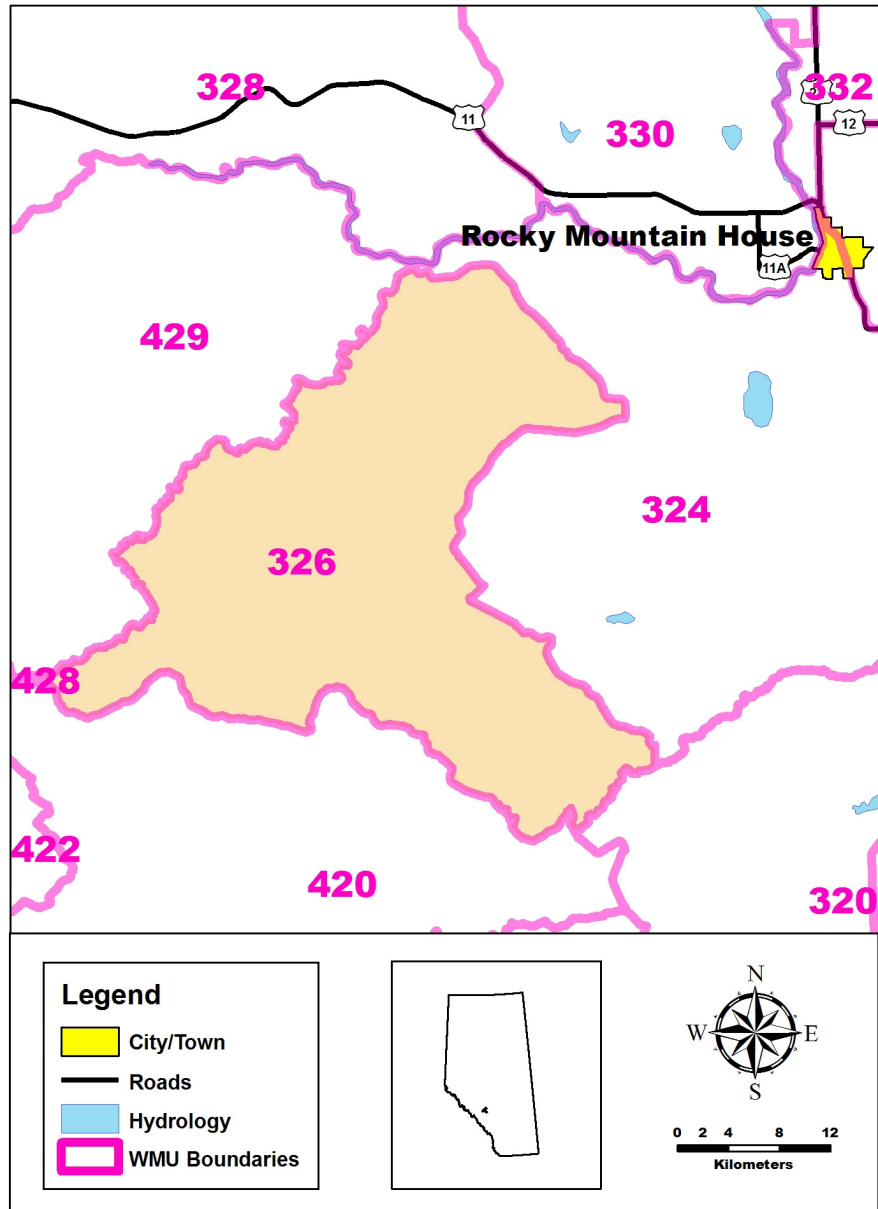 328
332
11
12
330
Rocky Mountain House
11A
429
324
326
428
422
420
320
Legend
City/Town
Roads
Hydrology
WMU Boundaries
N
W E
S
0 2 4 8 12
Kilometers